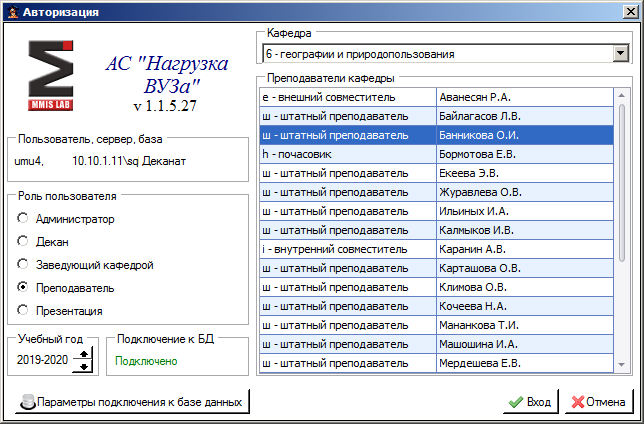 Авторизация
MMIS LAB
АС "Нагрузка
ВУЗа"
v 1.1.5.27
Пользователь, сервер, база
umu4, 10.10.1.11\sq Деканат
Роль пользователя
Администратор
Декан
Заведующий кафедрой
Преподаватель
Презентация
Учебный год
2019-2020
Подключение к БД
Подключено
Кафедра
6 - географии и природопользования
Преподаватели кафедры
е - внешний совместитель Аванесян Р.А.
ш - штатный преподаватель Байлагасов Л.В.
ш - штатный преподаватель Банникова О.И.
h - почасовик Бормотова Е.В.
ш - штатный преподаватель Екеева Э.В.
ш - штатный преподаватель Журавлева О.В.
ш - штатный преподаватель Ильиных И.А.
ш - штатный преподаватель Калмыков И.В.
i - внутренний совместитель Каранин А.В.
ш - штатный преподаватель Карташова О.В.
ш - штатный преподаватель Климова О.В.
ш - штатный преподаватель Кочеева Н.А.
ш - штатный преподаватель Мананкова Т.И.
ш - штатный преподаватель Машошина И.А.
ш - штатный преподаватель Мердешева Е.В.
Параметры подключения к базе данных
Вход
Отмена